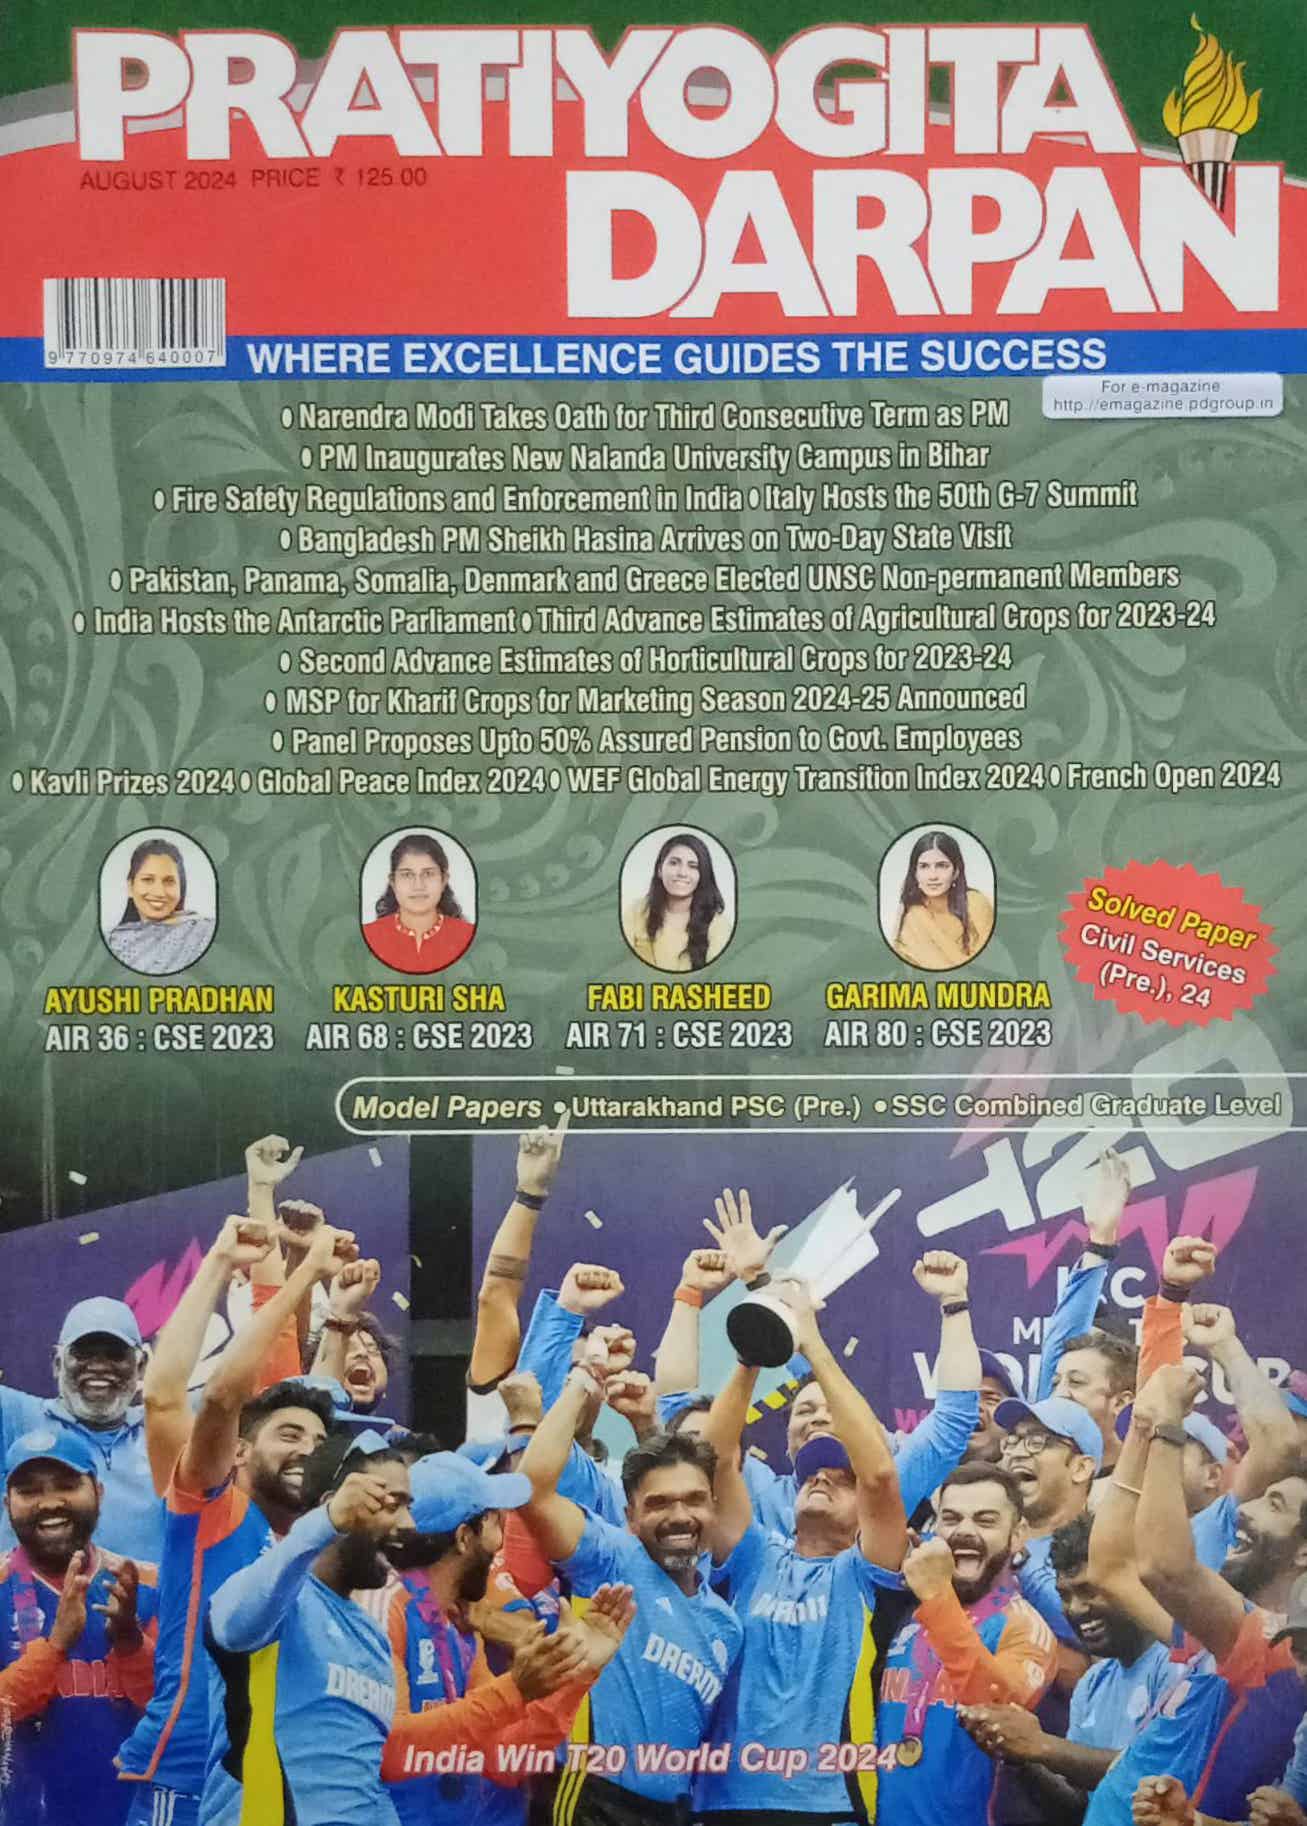 PRATIYOGITA
DARPAN
AUGUST 2024 PRICE ₹ 125.00
9 770974 640007
WHERE EXCELLENCE GUIDES THE SUCCESS
For e-magazine
http://emagazine.pdgroup.in
• Narendra Modi Takes Oath for Third Consecutive Term as PM
• PM Inaugurates New Nalanda University Campus in Bihar
• Fire Safety Regulations and Enforcement in India • Italy Hosts the 50th G-7 Summit
• Bangladesh PM Sheikh Hasina Arrives on Two-Day State Visit
• Pakistan, Panama, Somalia, Denmark and Greece Elected UNSC Non-permanent Members
• India Hosts the Antarctic Parliament • Third Advance Estimates of Agricultural Crops for 2023-24
• Second Advance Estimates of Horticultural Crops for 2023-24
• MSP for Kharif Crops for Marketing Season 2024-25 Announced
• Panel Proposes Upto 50% Assured Pension to Govt. Employees
• Kavli Prizes 2024 • Global Peace Index 2024 • WEF Global Energy Transition Index 2024 • French Open 2024
AYUSHI PRADHAN
AIR 36 : CSE 2023
KASTURI SHA
AIR 68 : CSE 2023
FABI RASHEED
AIR 71 : CSE 2023
GARIMA MUNDRA
AIR 80 : CSE 2023
Solved Paper
Civil Services
(Pre.), 24
Model Papers • Uttarakhand PSC (Pre.) • SSC Combined Graduate Level
T20
INDIA
India Win T20 World Cup 2024